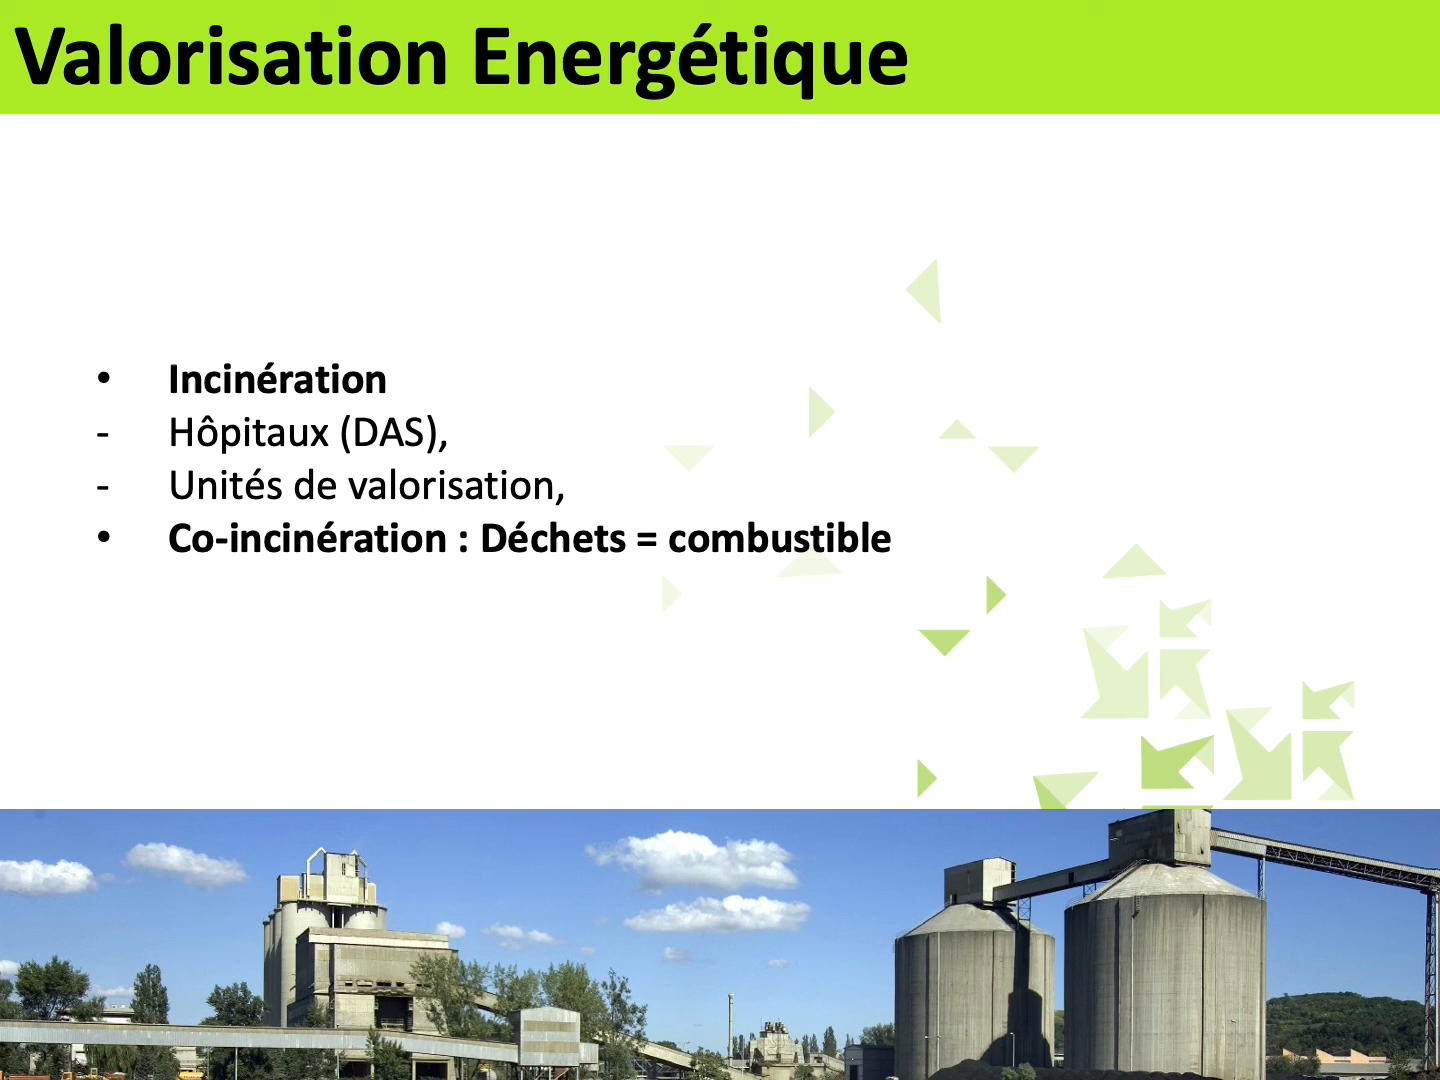 Valorisation Energétique
• Incinération
- Hôpitaux (DAS),
- Unités de valorisation,
• Co-incinération : Déchets = combustible